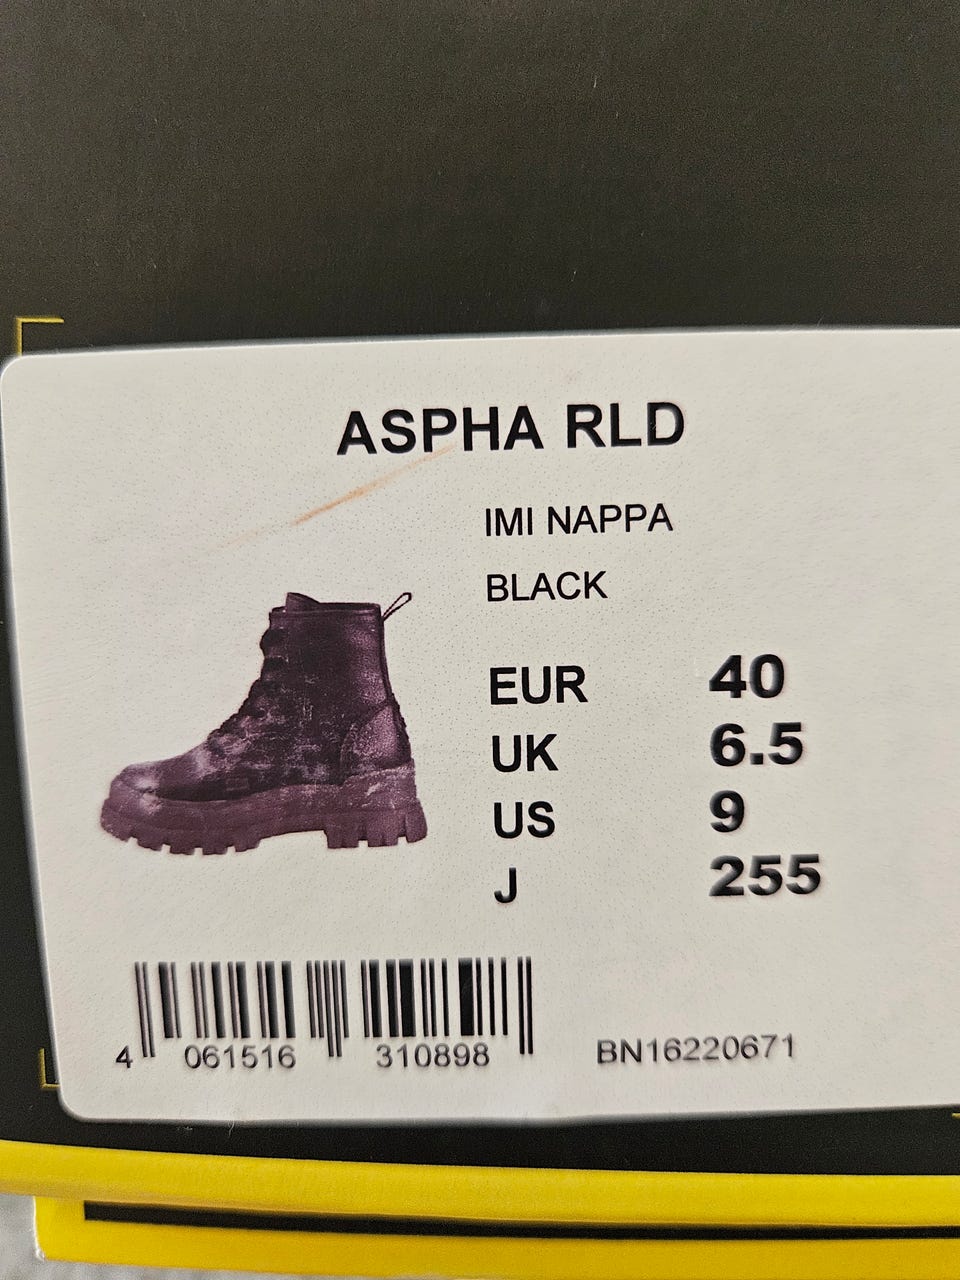 ASPHA RLD
IMI NAPPA
BLACK
EUR 40
UK 6.5
US 9
J 255
4 061516 310898
BN16220671